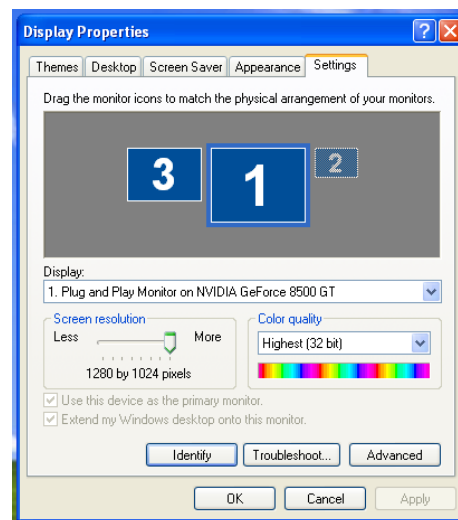 Display Properties
Themes Desktop Screen Saver Appearance Settings
Drag the monitor icons to match the physical arrangement of your monitors.
3 1 2
Display:
1. Plug and Play Monitor on NVIDIA GeForce 8500 GT
Screen resolution
Less More
1280 by 1024 pixels
Color quality
Highest (32 bit)
Use this device as the primary monitor.
Extend my Windows desktop onto this monitor.
Identify Troubleshoot... Advanced
OK Cancel Apply